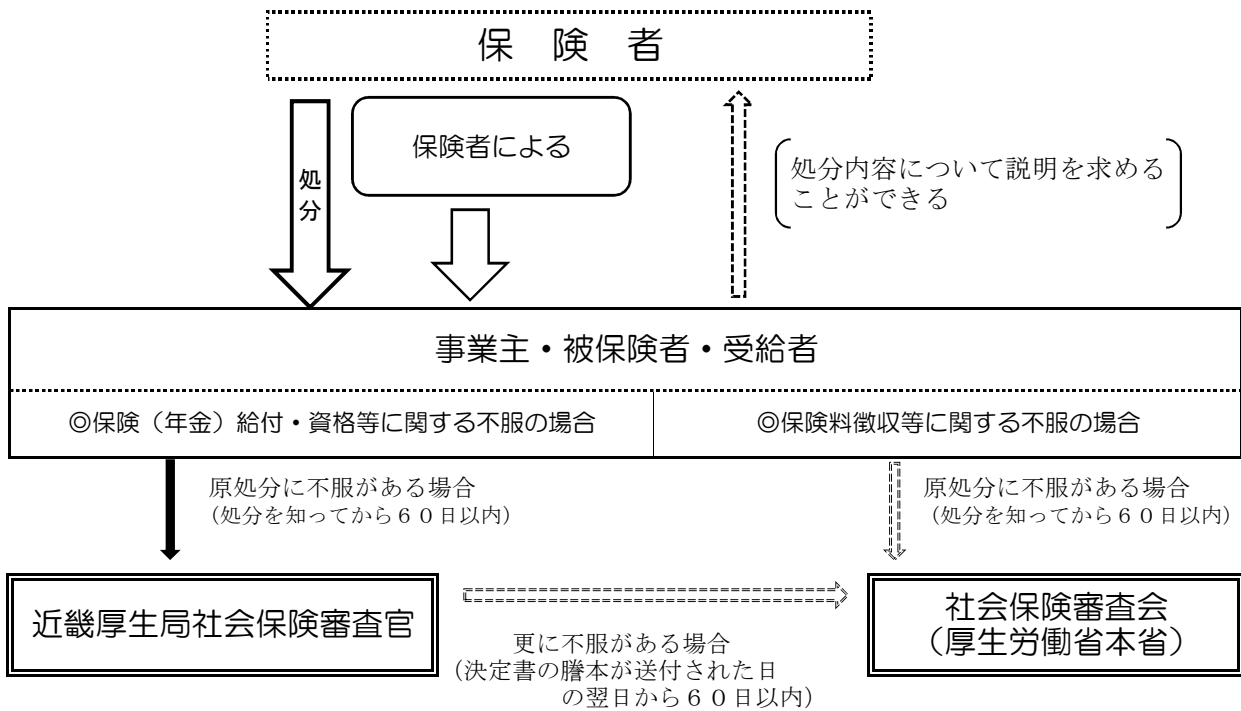 保　険　者
保険者による
処分
処分内容について説明を求める
ことができる
事業主・被保険者・受給者
◎保険（年金）給付・資格等に関する不服の場合
◎保険料徴収等に関する不服の場合
原処分に不服がある場合
（処分を知ってから６０日以内）
原処分に不服がある場合
（処分を知ってから６０日以内）
近畿厚生局社会保険審査官
更に不服がある場合
（決定書の謄本が送付された日
の翌日から６０日以内）
社会保険審査会
（厚生労働省本省）